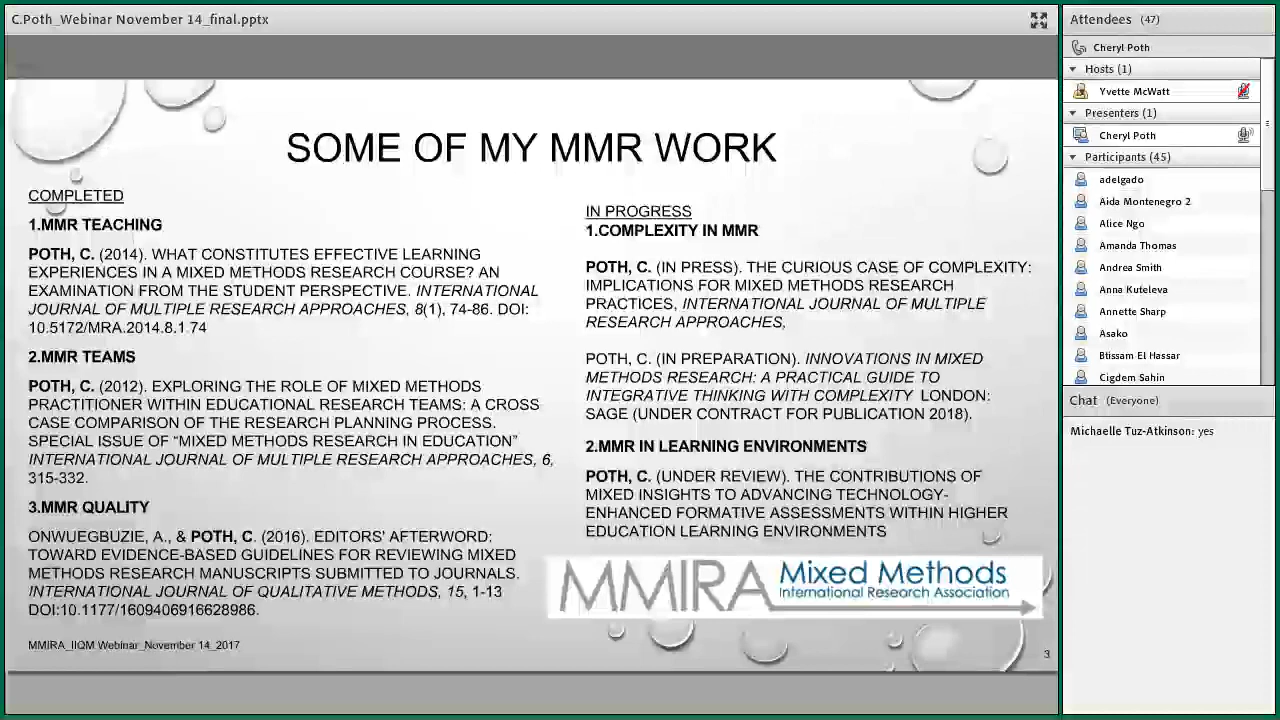 C.Poth_Webinar November 14_final.pptx
SOME OF MY MMR WORK
COMPLETED
1.MMR TEACHING
POTH, C. (2014). WHAT CONSTITUTES EFFECTIVE LEARNING
EXPERIENCES IN A MIXED METHODS RESEARCH COURSE? AN
EXAMINATION FROM THE STUDENT PERSPECTIVE. INTERNATIONAL
JOURNAL OF MULTIPLE RESEARCH APPROACHES, 8(1), 74-86. DOI:
10.5172/MRA.2014.8.1.74
2.MMR TEAMS
POTH, C. (2012). EXPLORING THE ROLE OF MIXED METHODS
PRACTITIONER WITHIN EDUCATIONAL RESEARCH TEAMS: A CROSS
CASE COMPARISON OF THE RESEARCH PLANNING PROCESS.
SPECIAL ISSUE OF “MIXED METHODS RESEARCH IN EDUCATION”
INTERNATIONAL JOURNAL OF MULTIPLE RESEARCH APPROACHES, 6,
315-332.
3.MMR QUALITY
ONWUEGBUZIE, A., & POTH, C. (2016). EDITORS' AFTERWORD:
TOWARD EVIDENCE-BASED GUIDELINES FOR REVIEWING MIXED
METHODS RESEARCH MANUSCRIPTS SUBMITTED TO JOURNALS.
INTERNATIONAL JOURNAL OF QUALITATIVE METHODS, 15, 1-13
DOI:10.1177/1609406916628986.
MMIRA_IIQM Webinar_November 14_2017
IN PROGRESS
1.COMPLEXITY IN MMR
POTH, C. (IN PRESS). THE CURIOUS CASE OF COMPLEXITY:
IMPLICATIONS FOR MIXED METHODS RESEARCH
PRACTICES, INTERNATIONAL JOURNAL OF MULTIPLE
RESEARCH APPROACHES,
POTH, C. (IN PREPARATION). INNOVATIONS IN MIXED
METHODS RESEARCH: A PRACTICAL GUIDE TO
INTEGRATIVE THINKING WITH COMPLEXITY LONDON:
SAGE (UNDER CONTRACT FOR PUBLICATION 2018).
2.MMR IN LEARNING ENVIRONMENTS
POTH, C. (UNDER REVIEW). THE CONTRIBUTIONS OF
MIXED INSIGHTS TO ADVANCING TECHNOLOGY-
ENHANCED FORMATIVE ASSESSMENTS WITHIN HIGHER
EDUCATION LEARNING ENVIRONMENTS
MMIRA Mixed Methods
International Research Association
3
Attendees (47)
Cheryl Poth
Hosts (1)
Yvette McWatt
Presenters (1)
Cheryl Poth
Participants (45)
adelgado
Aida Montenegro 2
Alice Ngo
Amanda Thomas
Andrea Smith
Anna Kuteleva
Annette Sharp
Asako
Btissam El Hassar
Cigdem Sahin
Chat (Everyone)
Michaelle Tuz-Atkinson: yes